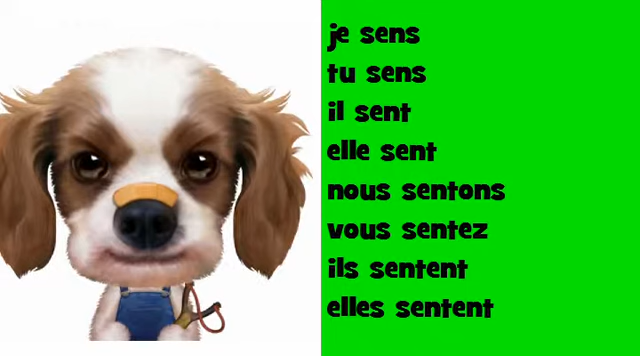 je sens
tu sens
il sent
elle sent
nous sentons
vous sentez
ils sentent
elles sentent